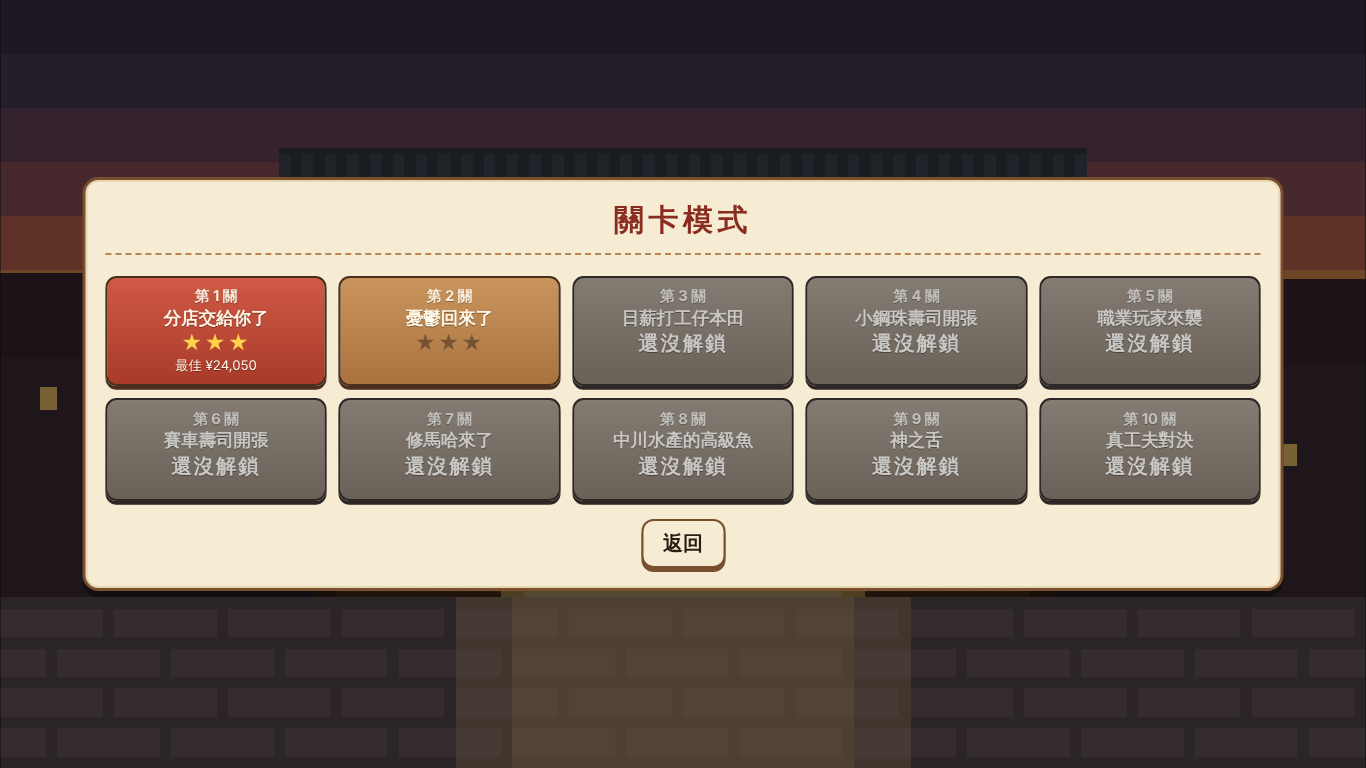 關卡模式
第 1 關
分店交給你了
★★★
最佳 ¥24,050
第 2 關
憂鬱回來了
★★★
第 3 關
日薪打工仔本田
還沒解鎖
第 4 關
小鋼珠壽司開張
還沒解鎖
第 5 關
職業玩家來襲
還沒解鎖
第 6 關
賽車壽司開張
還沒解鎖
第 7 關
修馬哈來了
還沒解鎖
第 8 關
中川水產的高級魚
還沒解鎖
第 9 關
神之舌
還沒解鎖
第 10 關
真工夫對決
還沒解鎖
返回